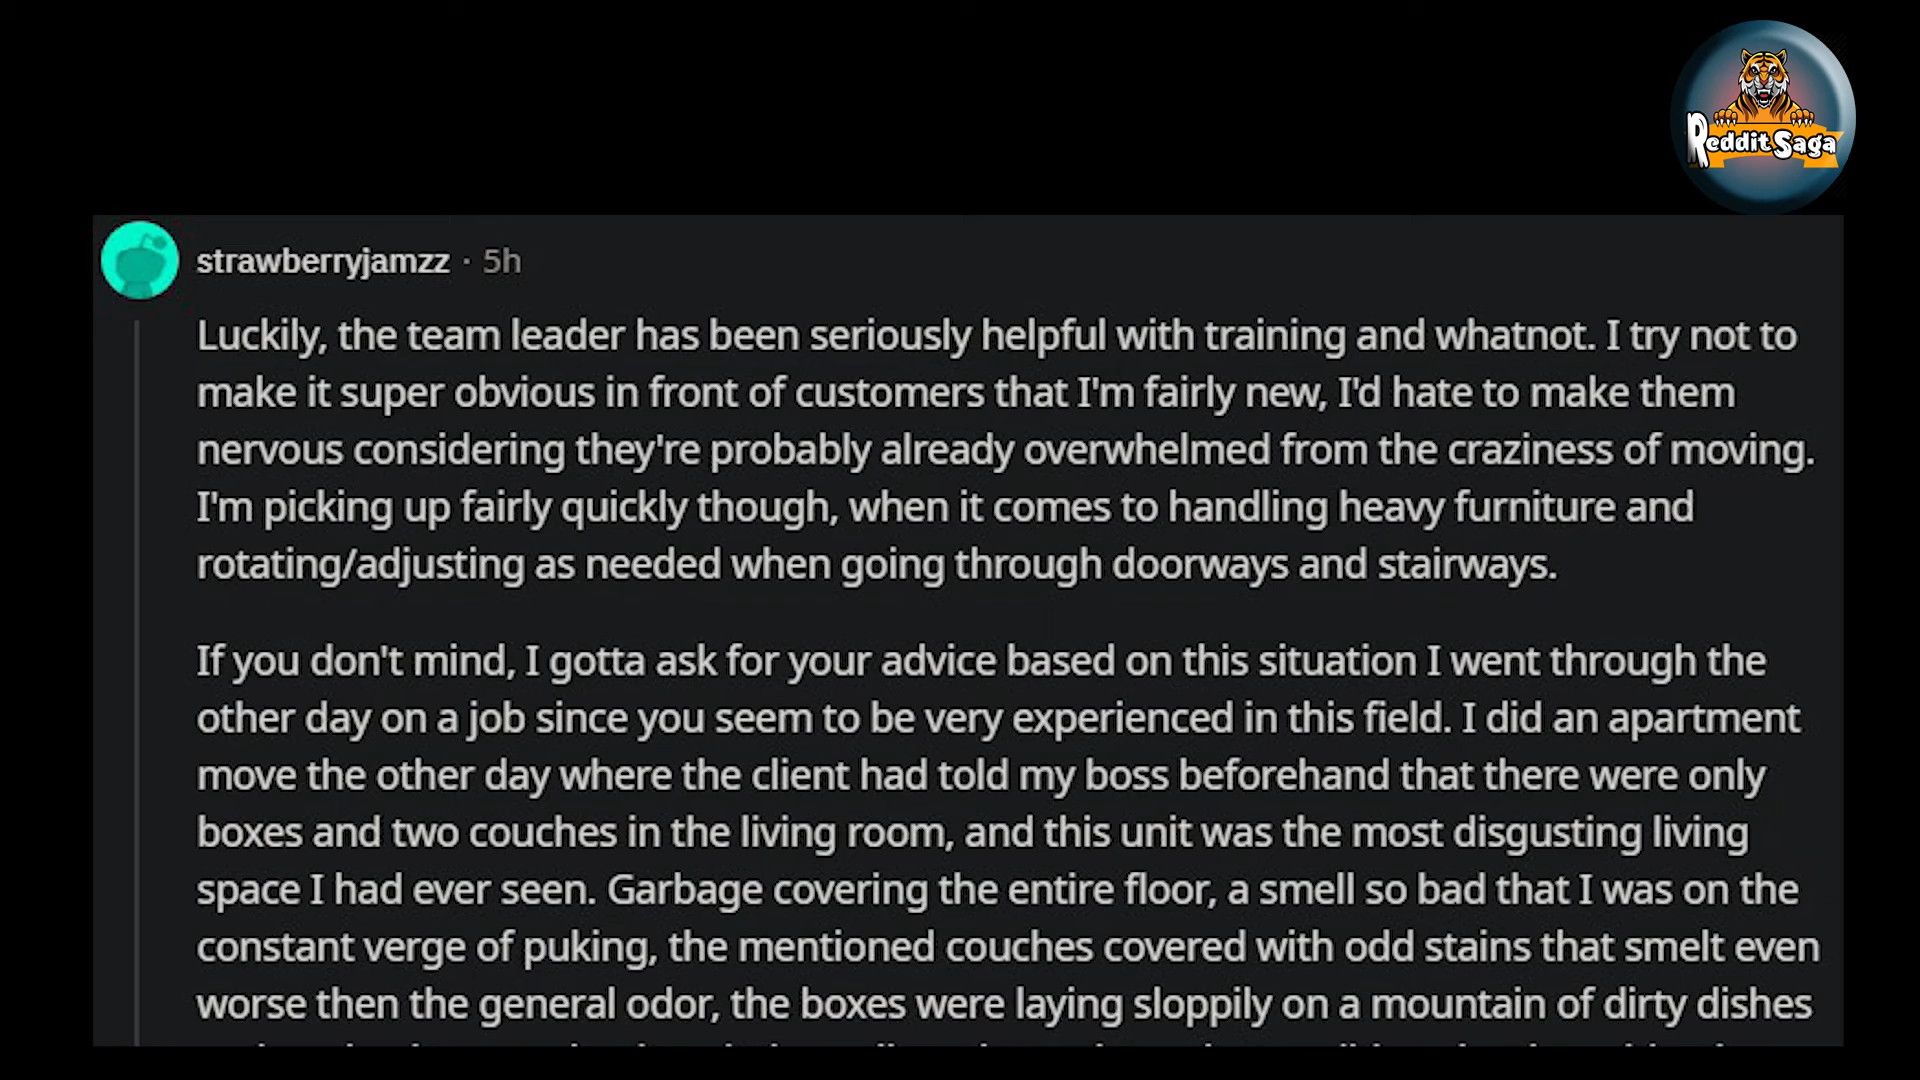 Reddit Saga
strawberryjamzz · 5h
Luckily, the team leader has been seriously helpful with training and whatnot. I try not to
make it super obvious in front of customers that I'm fairly new, I'd hate to make them
nervous considering they're probably already overwhelmed from the craziness of moving.
I'm picking up fairly quickly though, when it comes to handling heavy furniture and
rotating/adjusting as needed when going through doorways and stairways.
If you don't mind, I gotta ask for your advice based on this situation I went through the
other day on a job since you seem to be very experienced in this field. I did an apartment
move the other day where the client had told my boss beforehand that there were only
boxes and two couches in the living room, and this unit was the most disgusting living
space I had ever seen. Garbage covering the entire floor, a smell so bad that I was on the
constant verge of puking, the mentioned couches covered with odd stains that smelt even
worse then the general odor, the boxes were laying sloppily on a mountain of dirty dishes